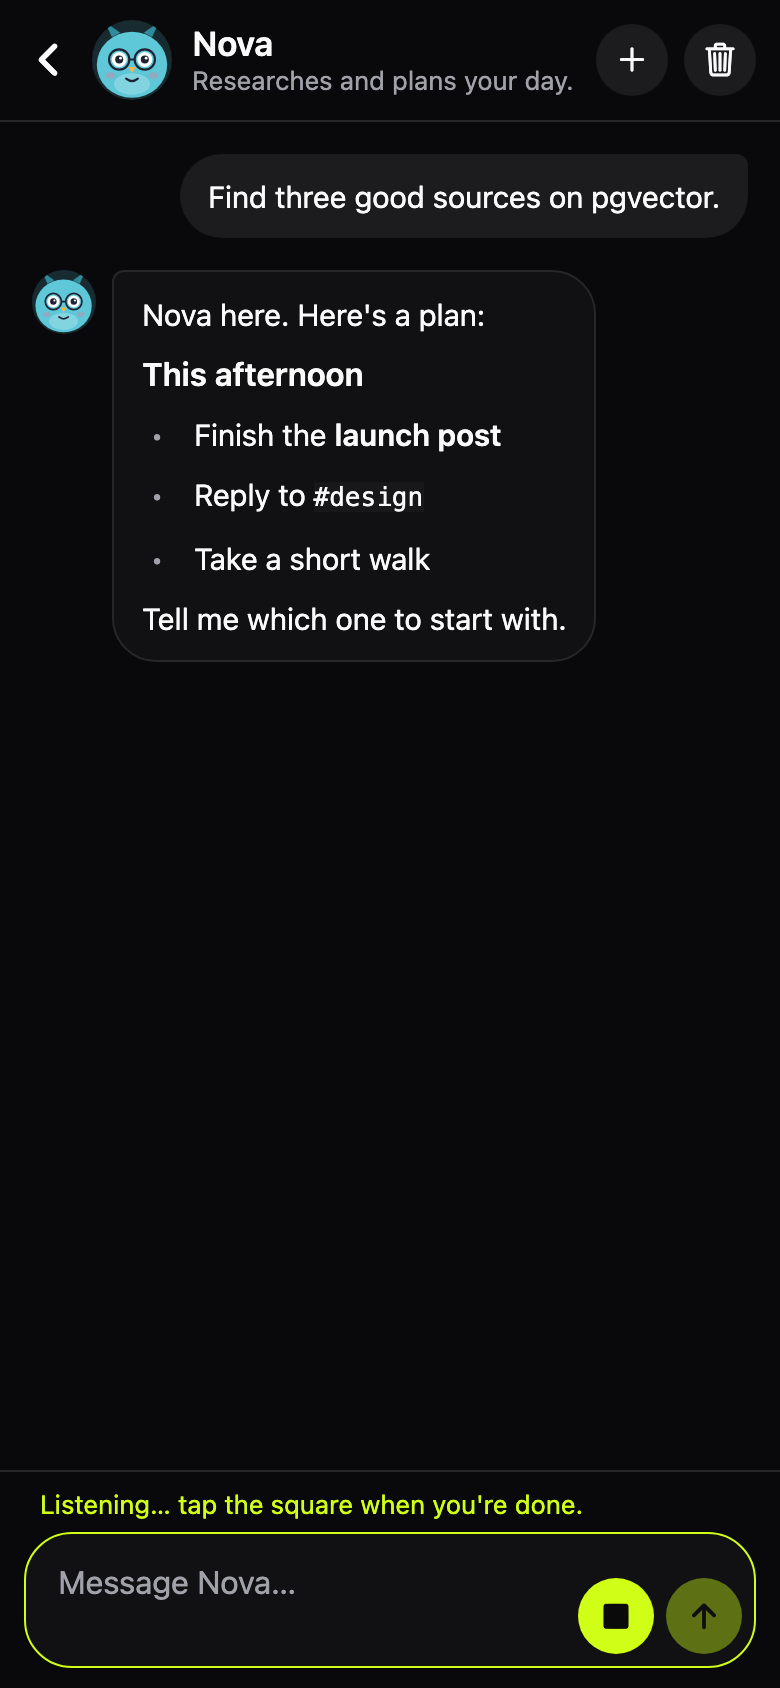 Nova
Researches and plans your day.
Find three good sources on pgvector.
Nova here. Here's a plan:
This afternoon
• Finish the launch post
• Reply to #design
• Take a short walk
Tell me which one to start with.
Listening... tap the square when you're done.
Message Nova...